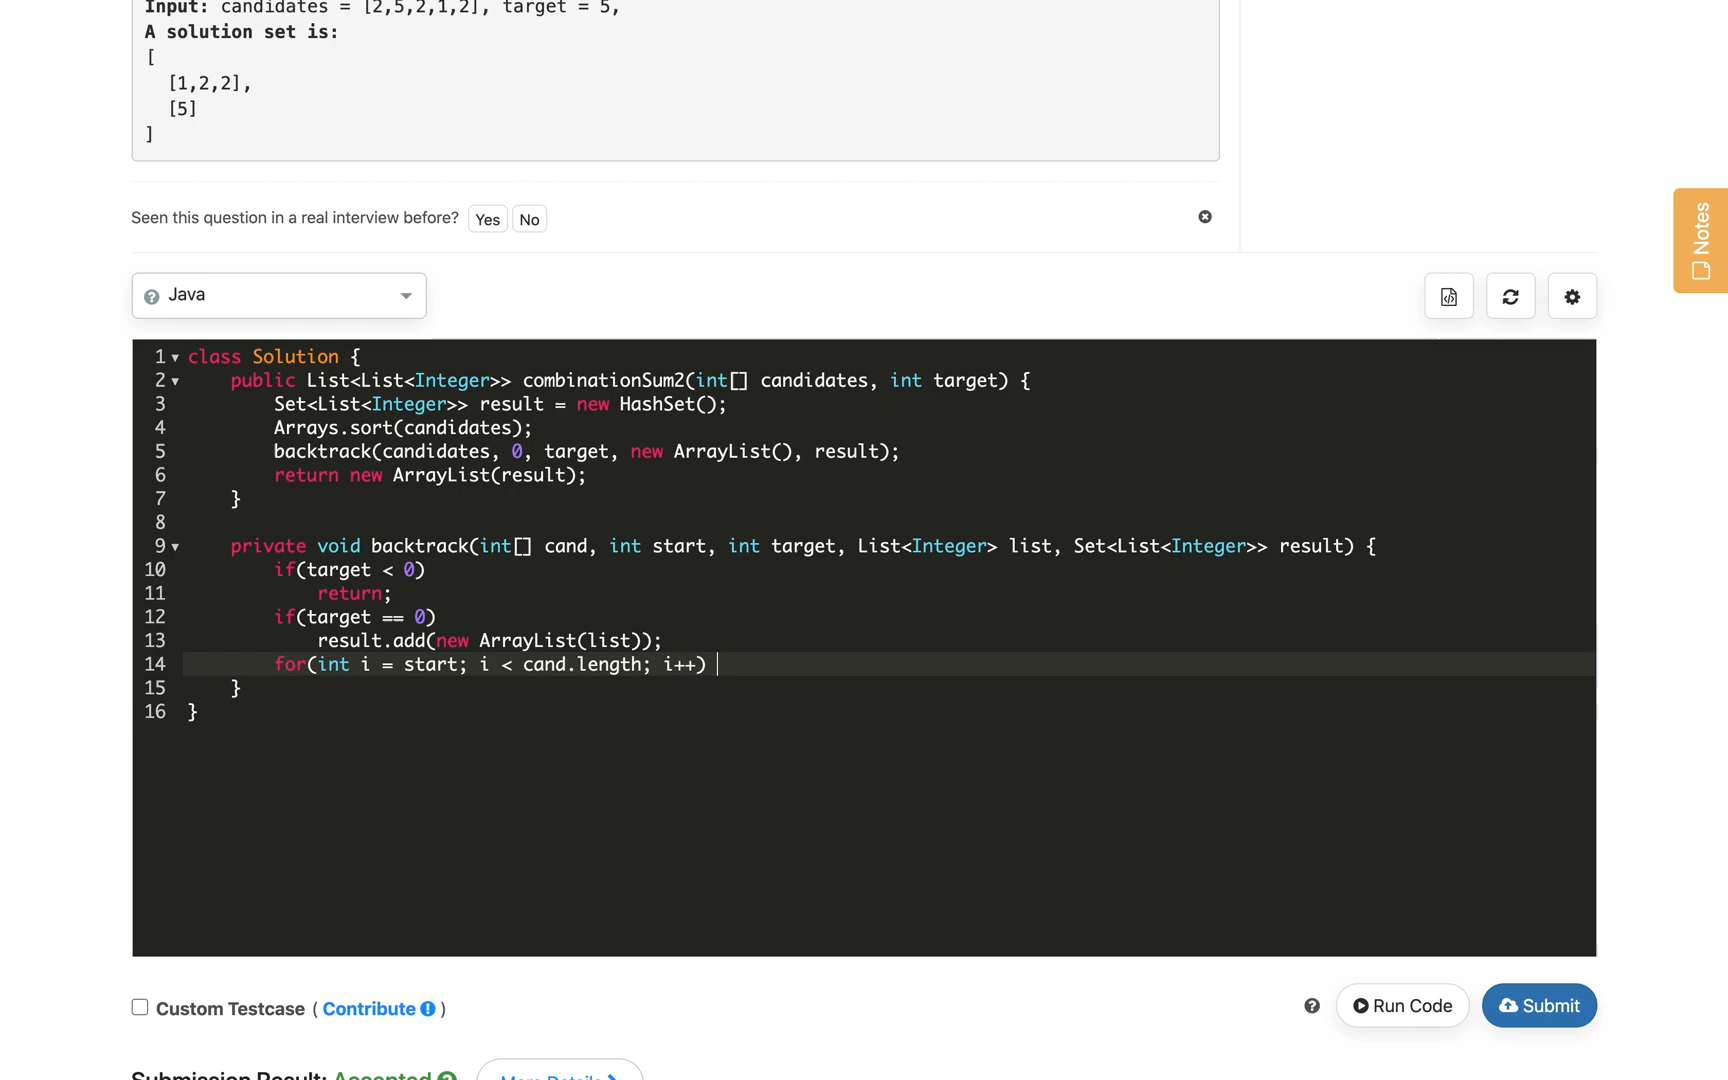 Input: candidates = [2,5,2,1,2], target = 5,
A solution set is:
[
  [1,2,2],
  [5]
]
Seen this question in a real interview before? Yes No
Notes
Java
1 class Solution {
2     public List<List<Integer>> combinationSum2(int[] candidates, int target) {
3         Set<List<Integer>> result = new HashSet();
4         Arrays.sort(candidates);
5         backtrack(candidates, 0, target, new ArrayList(), result);
6         return new ArrayList(result);
7     }
8
9     private void backtrack(int[] cand, int start, int target, List<Integer> list, Set<List<Integer>> result) {
10         if(target < 0)
11             return;
12         if(target == 0)
13             result.add(new ArrayList(list));
14         for(int i = start; i < cand.length; i++)
15     }
16 }
Custom Testcase ( Contribute )
Run Code
Submit
Submission Result: Accepted
More Details